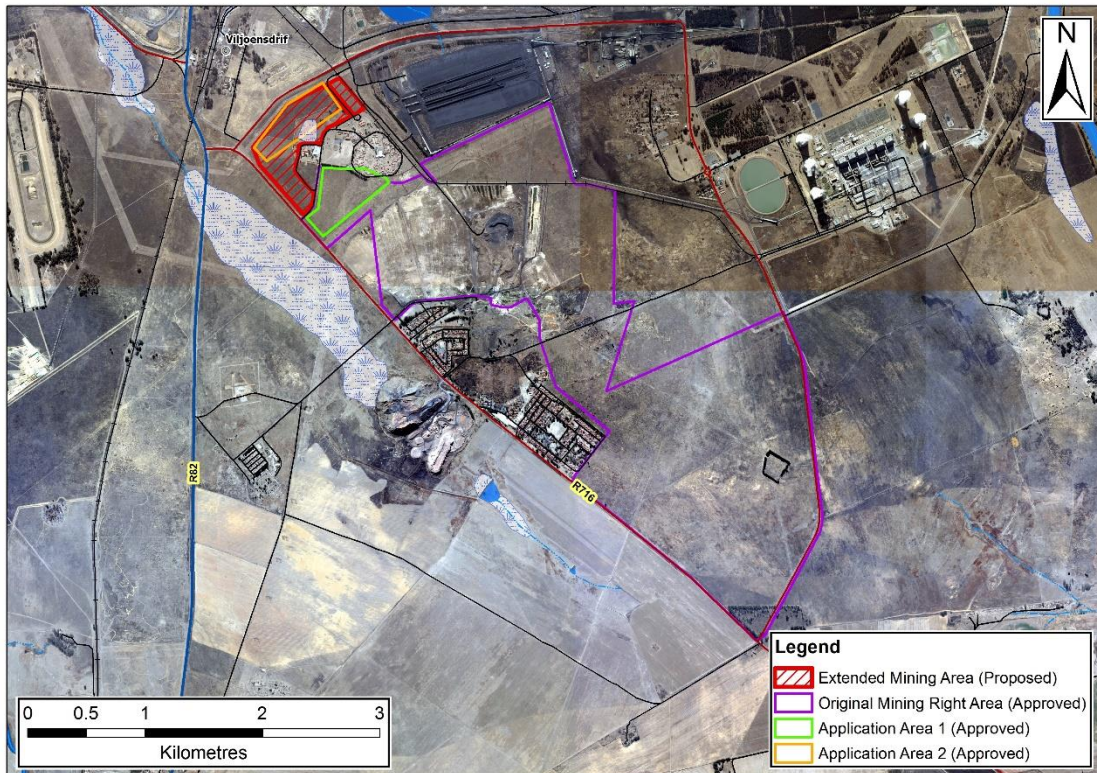 Viljoensdrif
N
R82
R716
Legend
Extended Mining Area (Proposed)
Original Mining Right Area (Approved)
Application Area 1 (Approved)
Application Area 2 (Approved)
0 0.5 1 2 3
Kilometres